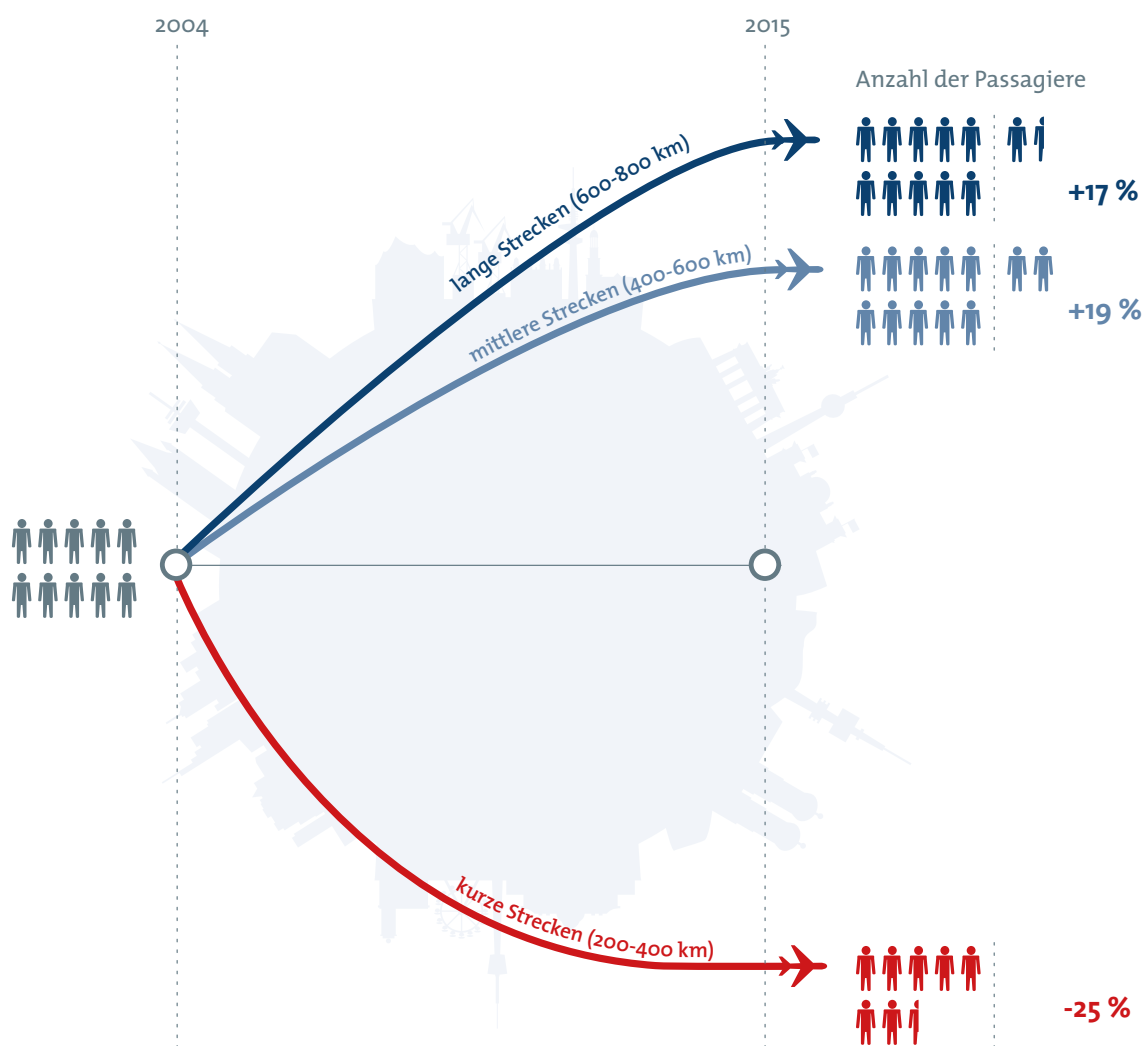 2004
2015
Anzahl der Passagiere
lange Strecken (600-800 km)
+17 %
mittlere Strecken (400-600 km)
+19 %
kurze Strecken (200-400 km)
-25 %